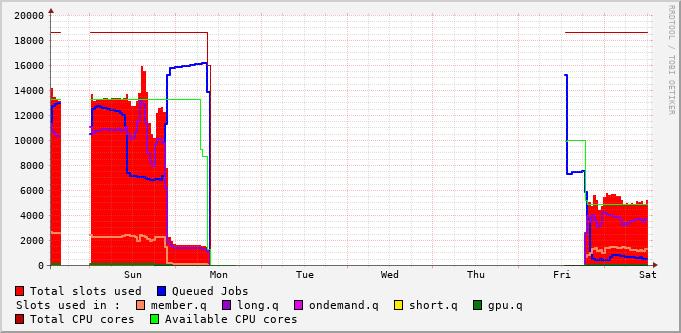 20000
18000
16000
14000
12000
10000
8000
6000
4000
2000
0
Sun Mon Tue Wed Thu Fri Sat
RRDTOOL / TOBI OETIKER
Total slots used Queued Jobs
Slots used in : member.q long.q ondemand.q short.q gpu.q
Total CPU cores Available CPU cores